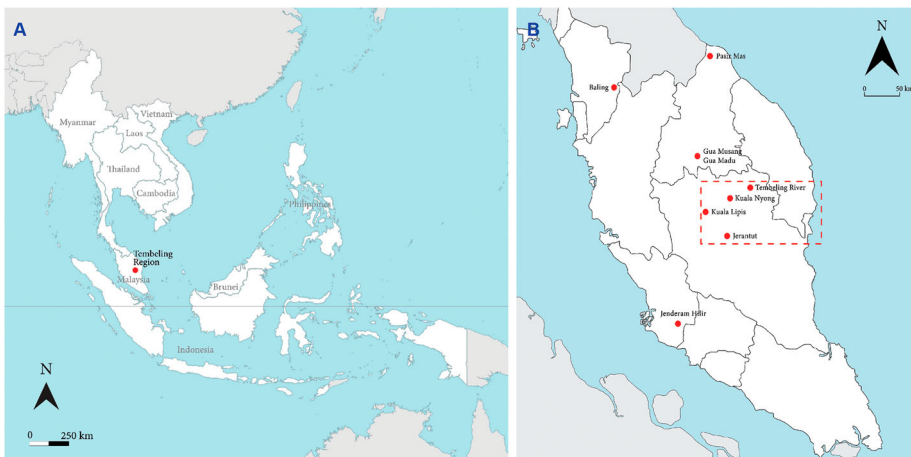 A
Myanmar
Vietnam
Laos
Thailand
Cambodia
Philippines
Tembeling
Region
Malaysia
Brunei
Indonesia
N
0 250 km
B
N
0 50 km
Pasir Mas
Baling
Gua Musang
Gua Madu
Tembeling River
Kuala Nyong
Kuala Lipis
Jerantut
Jenderam Hilir